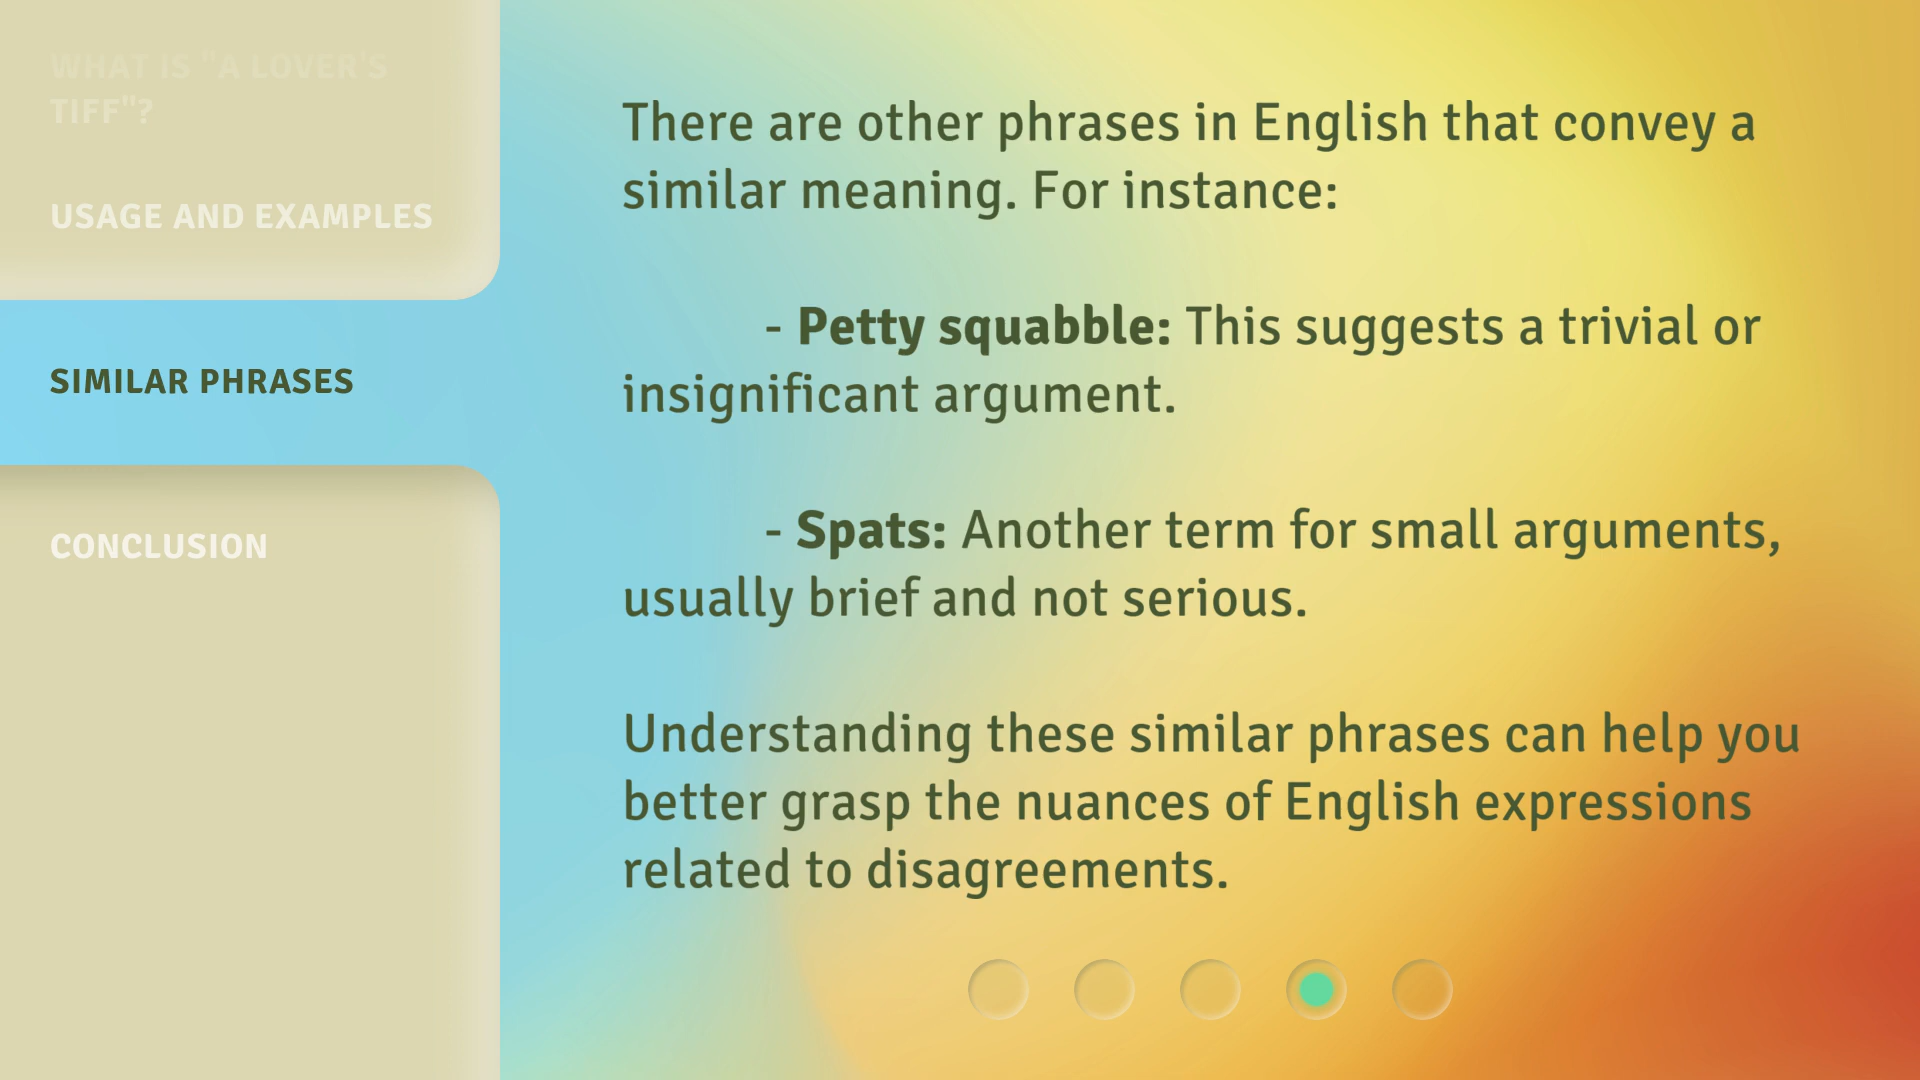 WHAT IS "A LOVER'S
TIFF"?
USAGE AND EXAMPLES
SIMILAR PHRASES
CONCLUSION
There are other phrases in English that convey a
similar meaning. For instance:
- Petty squabble: This suggests a trivial or
insignificant argument.
- Spats: Another term for small arguments,
usually brief and not serious.
Understanding these similar phrases can help you
better grasp the nuances of English expressions
related to disagreements.